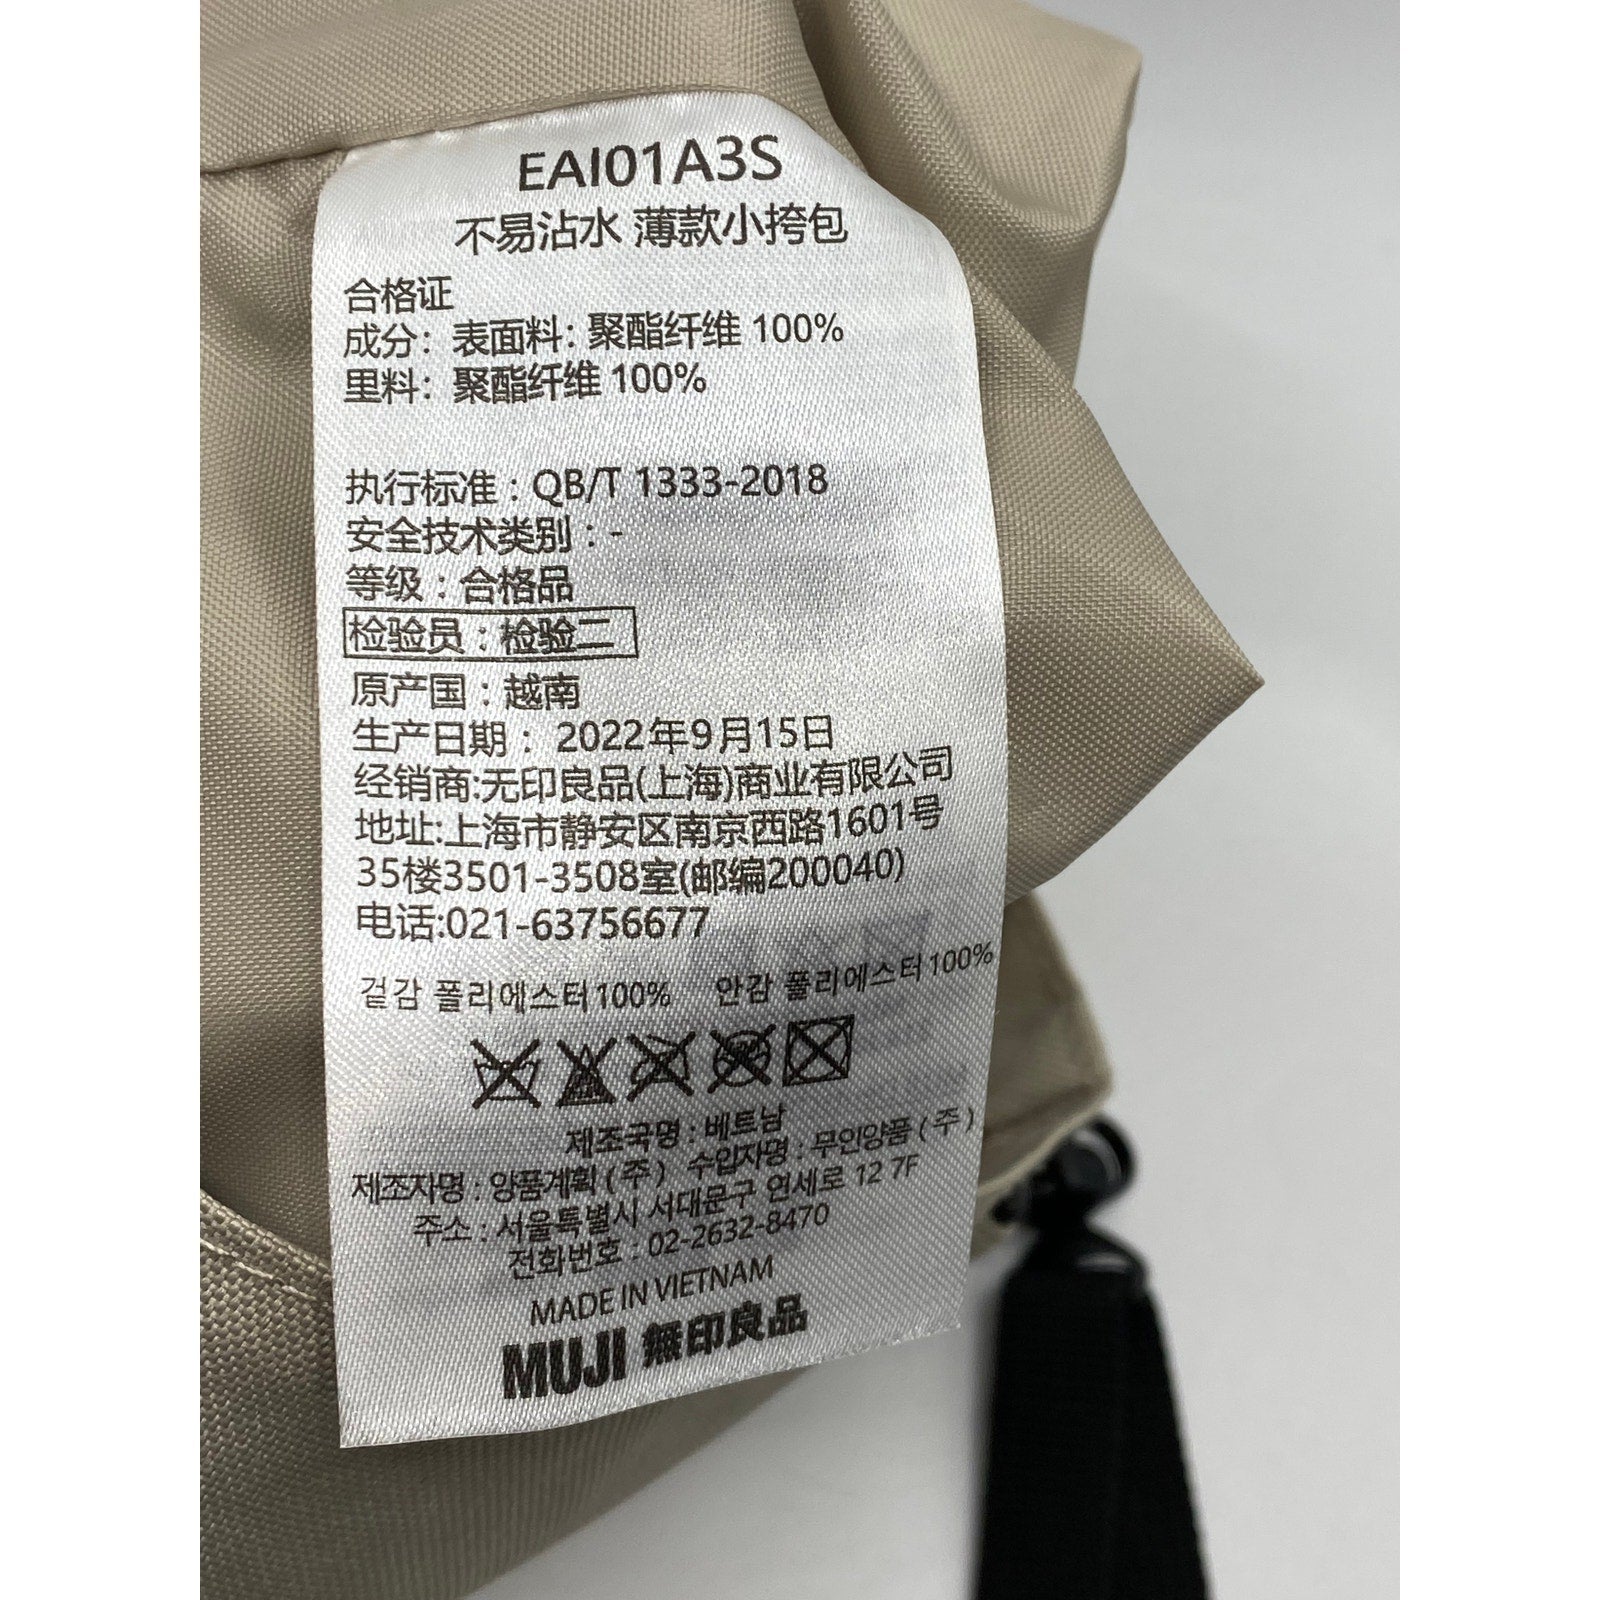 EAI01A3S
不易沾水 薄款小挎包
合格证
成分：表面料：聚酯纤维 100%
里料：聚酯纤维 100%
执行标准：QB/T 1333-2018
安全技术类别：-
等级：合格品
检验员：检验二
原产国：越南
生产日期：2022年9月15日
经销商:无印良品(上海)商业有限公司
地址:上海市静安区南京西路1601号
35楼3501-3508室(邮编200040)
电话:021-63756677
겉감 폴리에스터100% 안감 폴리에스터100%
제조국명:베트남
제조자명:양품계획(주) 수입자명:무인양품(주)
주소:서울특별시 서대문구 연세로 12 7F
전화번호:02-2632-8470
MADE IN VIETNAM
MUJI 無印良品